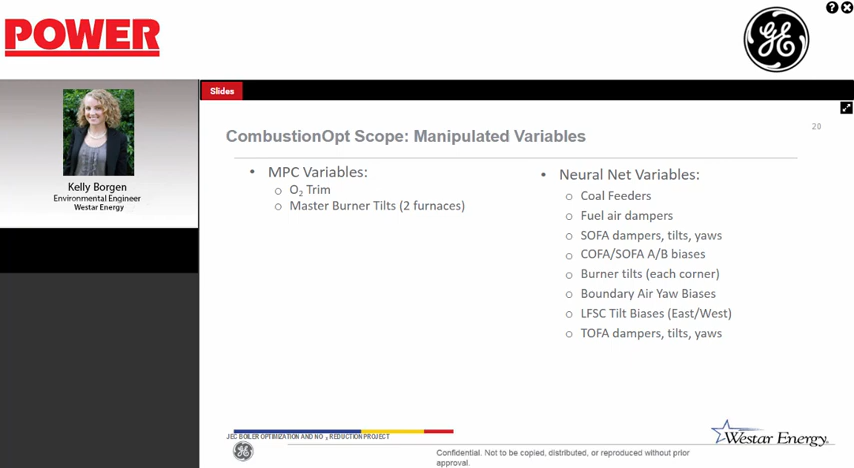 POWER
GE
? X
Slides
Kelly Borgen
Environmental Engineer
Westar Energy
20
CombustionOpt Scope: Manipulated Variables
• MPC Variables:
o O₂ Trim
o Master Burner Tilts (2 furnaces)
• Neural Net Variables:
o Coal Feeders
o Fuel air dampers
o SOFA dampers, tilts, yaws
o COFA/SOFA A/B biases
o Burner tilts (each corner)
o Boundary Air Yaw Biases
o LFSC Tilt Biases (East/West)
o TOFA dampers, tilts, yaws
JEC BOILER OPTIMIZATION AND NO X REDUCTION PROJECT
GE
Confidential. Not to be copied, distributed, or reproduced without prior
approval.
Westar Energy®